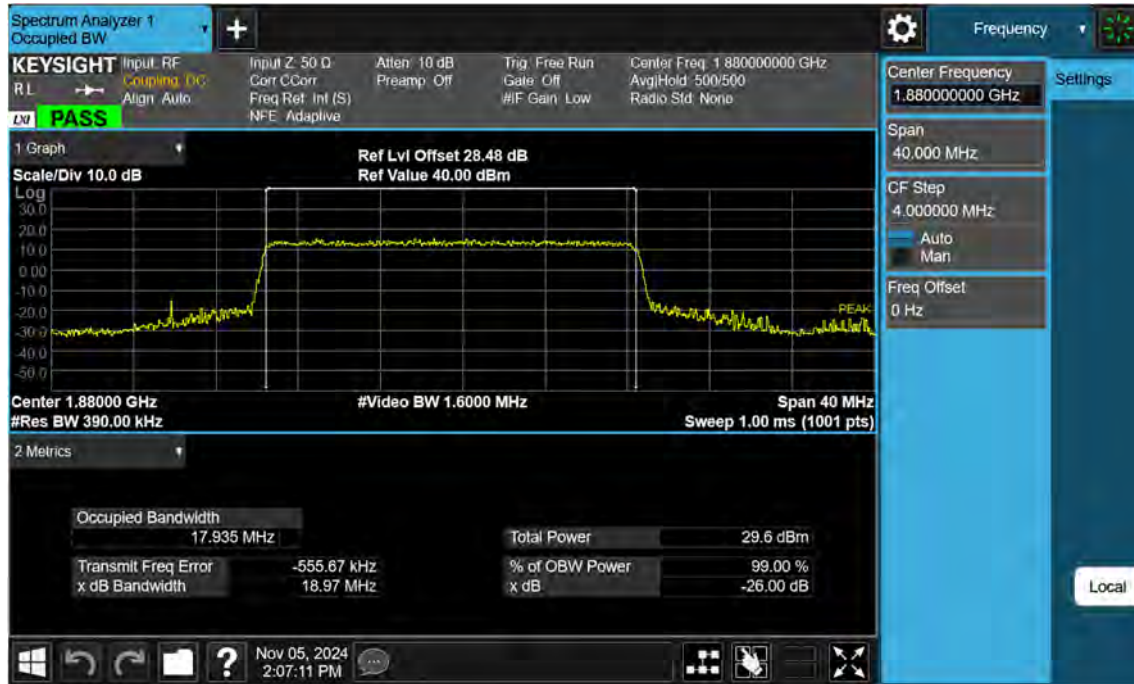 Spectrum Analyzer 1
Occupied BW
+
Frequency
KEYSIGHT
RL
LXI PASS
Input: RF
Coupling: DC
Align: Auto
Input Z: 50 Ω
Corr CCorr
Freq Ref: Int (S)
NFE: Adaptive
Atten: 10 dB
Preamp: Off
Trig: Free Run
Gate: Off
#IF Gain: Low
Center Freq: 1.880000000 GHz
Avg|Hold: 500/500
Radio Std: None
Center Frequency
1.880000000 GHz
Settings
Span
40.000 MHz
CF Step
4.000000 MHz
Auto
Man
Freq Offset
0 Hz
1 Graph
Scale/Div 10.0 dB
Ref Lvl Offset 28.48 dB
Ref Value 40.00 dBm
Log
30.0
20.0
10.0
0.00
-10.0
-20.0
-30.0
-40.0
-50.0
PEAK
Center 1.88000 GHz
#Video BW 1.6000 MHz
Span 40 MHz
#Res BW 390.00 kHz
Sweep 1.00 ms (1001 pts)
2 Metrics
Occupied Bandwidth
17.935 MHz
Total Power 29.6 dBm
Transmit Freq Error -555.67 kHz
% of OBW Power 99.00 %
x dB Bandwidth 18.97 MHz
x dB -26.00 dB
Local
?
Nov 05, 2024
2:07:11 PM